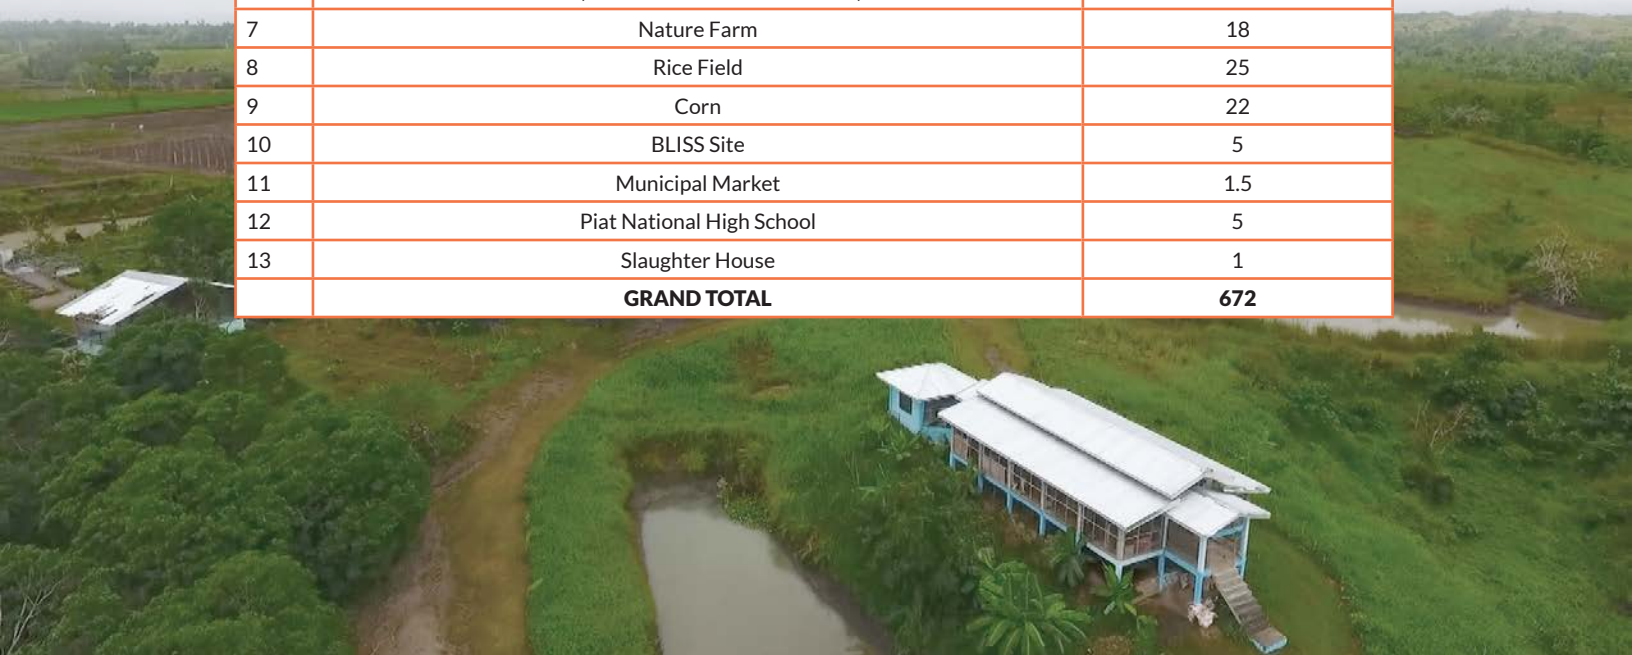 7 Nature Farm 18
8 Rice Field 25
9 Corn 22
10 BLISS Site 5
11 Municipal Market 1.5
12 Piat National High School 5
13 Slaughter House 1
GRAND TOTAL 672